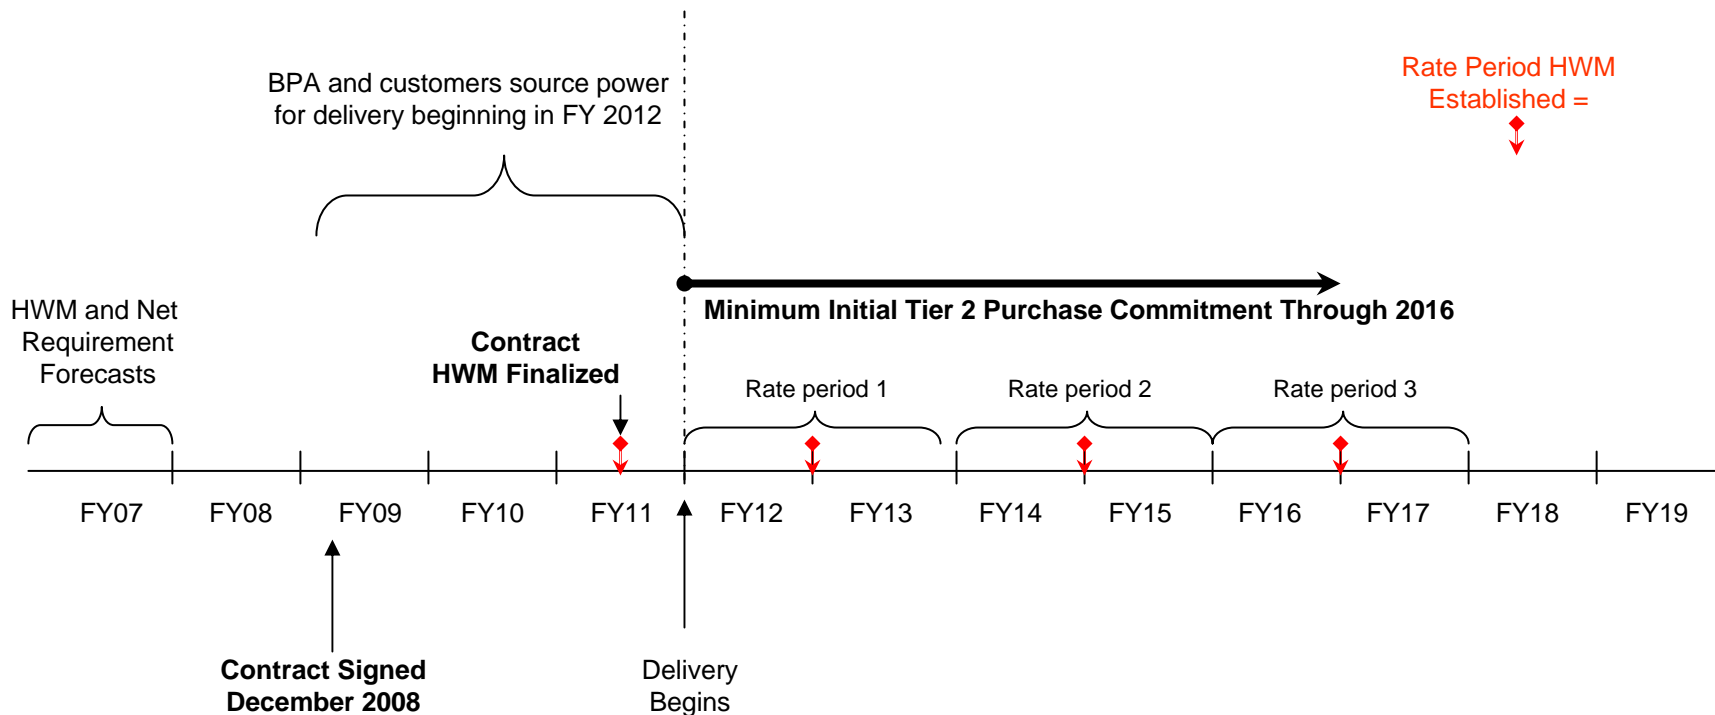 BPA and customers source power
for delivery beginning in FY 2012
Rate Period HWM
Established =
HWM and Net
Requirement
Forecasts
Contract
HWM Finalized
Minimum Initial Tier 2 Purchase Commitment Through 2016
Rate period 1
Rate period 2
Rate period 3
FY07
FY08
FY09
FY10
FY11
FY12
FY13
FY14
FY15
FY16
FY17
FY18
FY19
Contract Signed
December 2008
Delivery
Begins